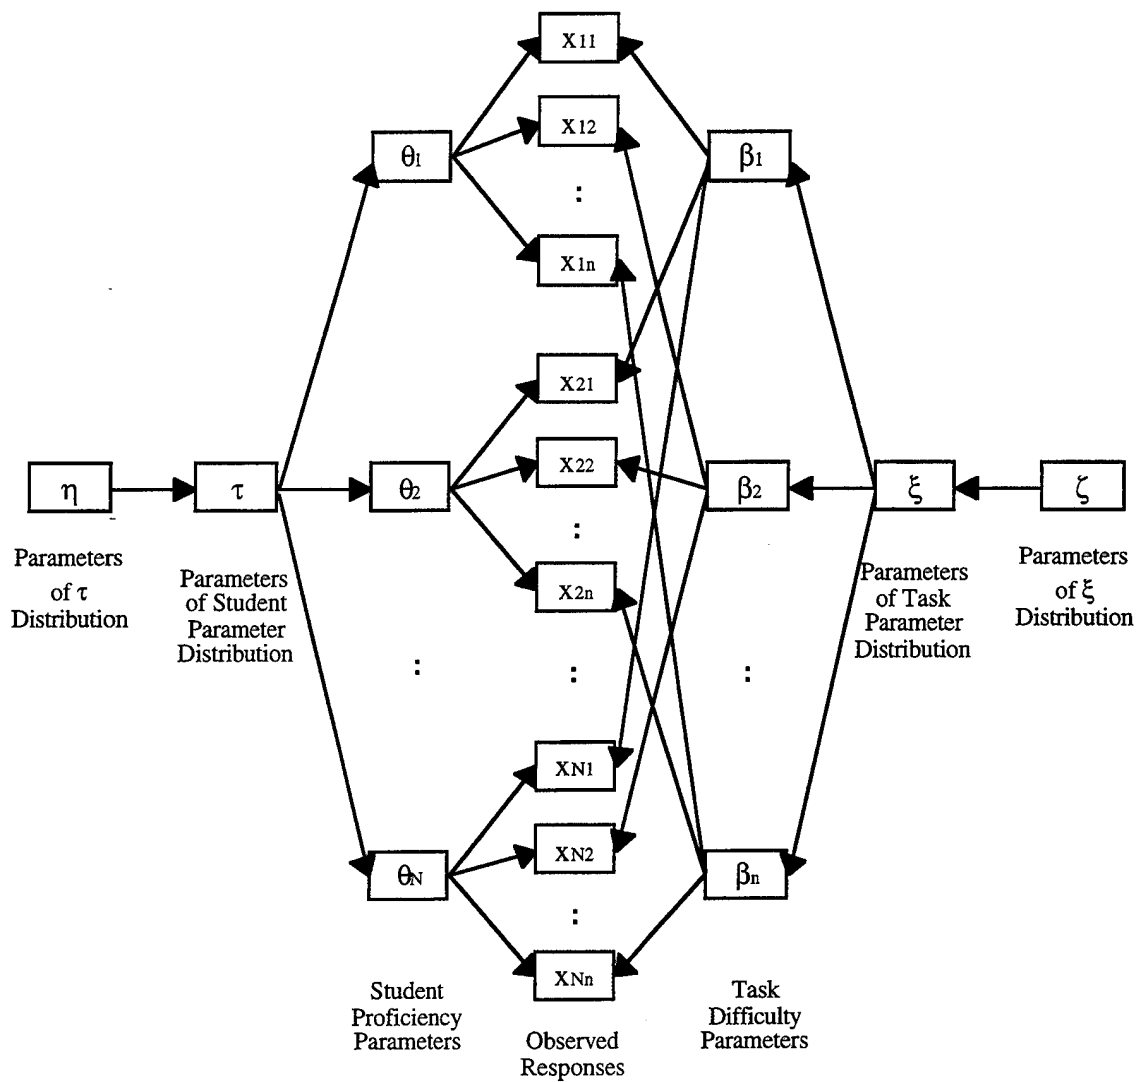 X11
X12
:
X1n
θ1
β1
X21
X22
:
X2n
η
τ
θ2
β2
ξ
ζ
Parameters
of τ
Distribution
Parameters
of Student
Parameter
Distribution
Parameters
of Task
Parameter
Distribution
Parameters
of ξ
Distribution
:
:
:
XN1
XN2
:
XNn
θN
βn
Student
Proficiency
Parameters
Observed
Responses
Task
Difficulty
Parameters